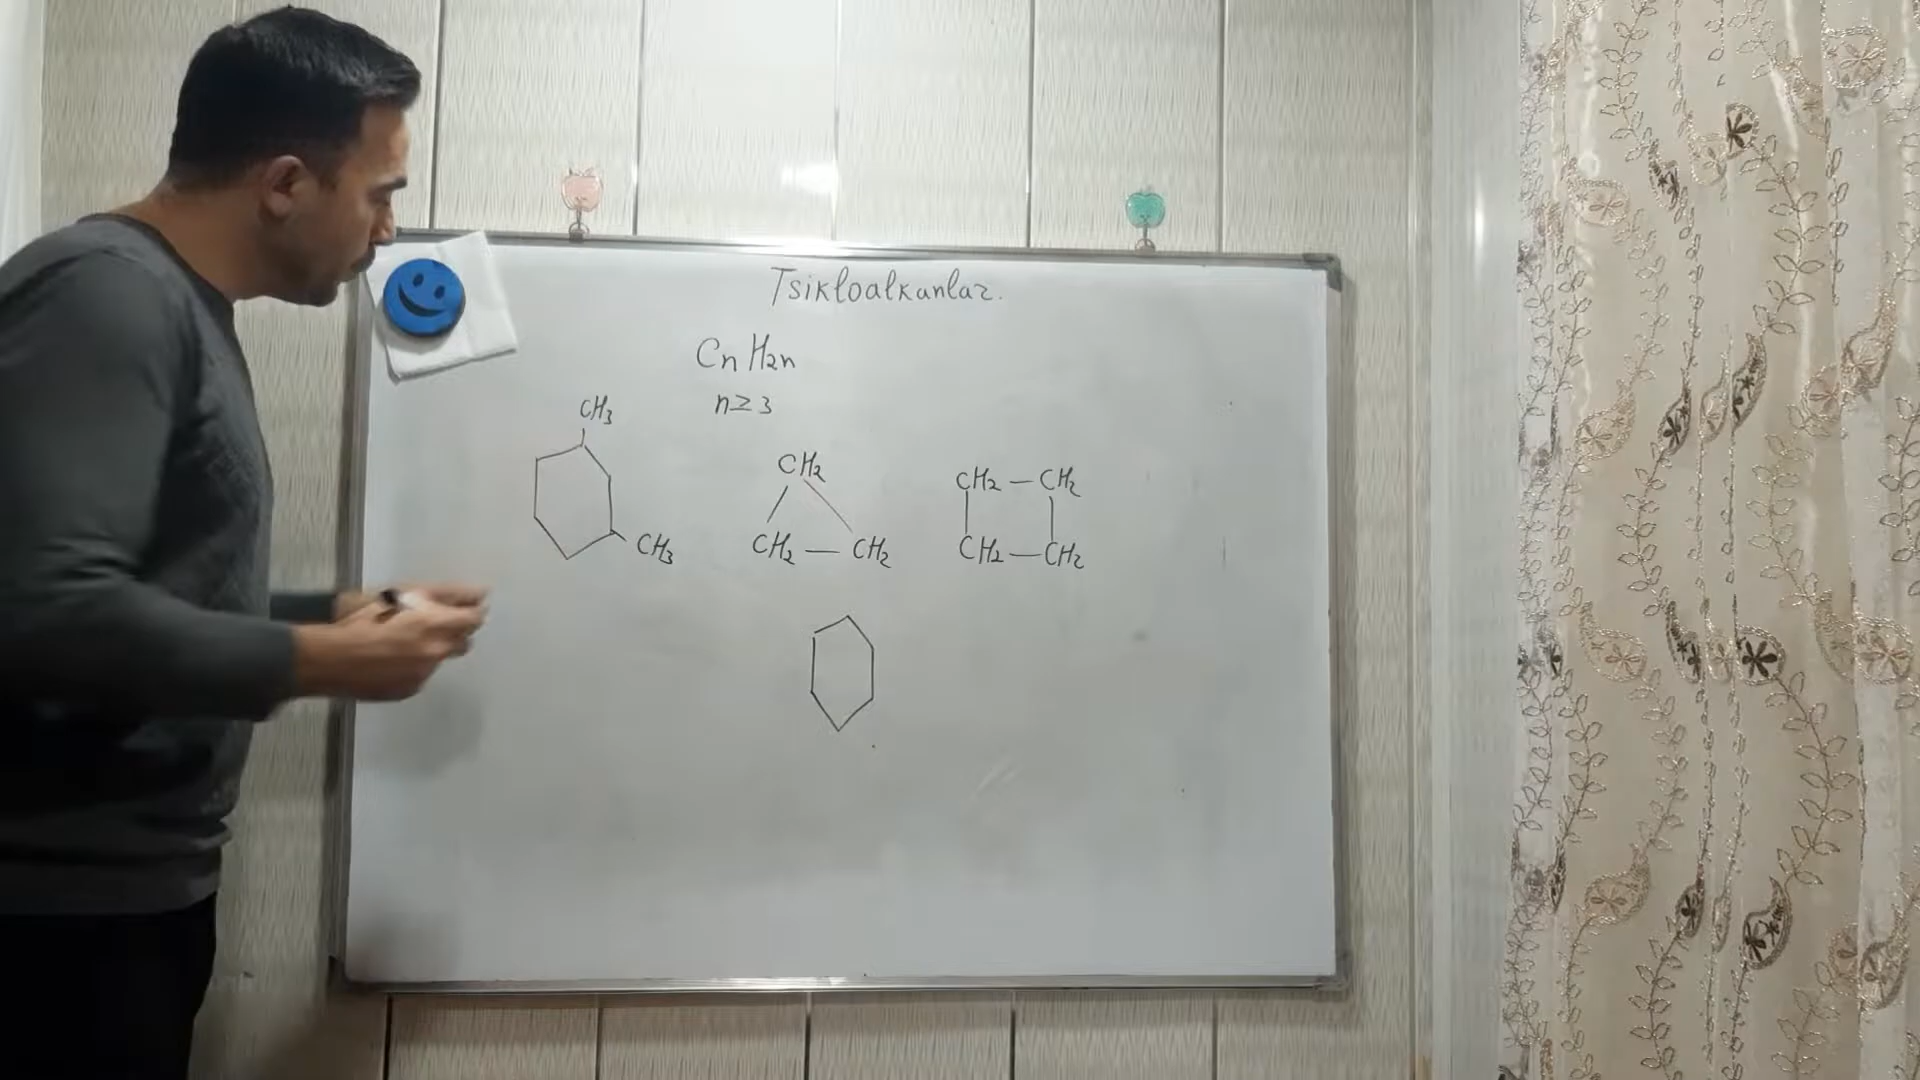 Tsikloalkanlar.
CnH2n
n≥3
CH3
CH3
CH2
CH2 — CH2
CH2 — CH2
CH2 — CH2